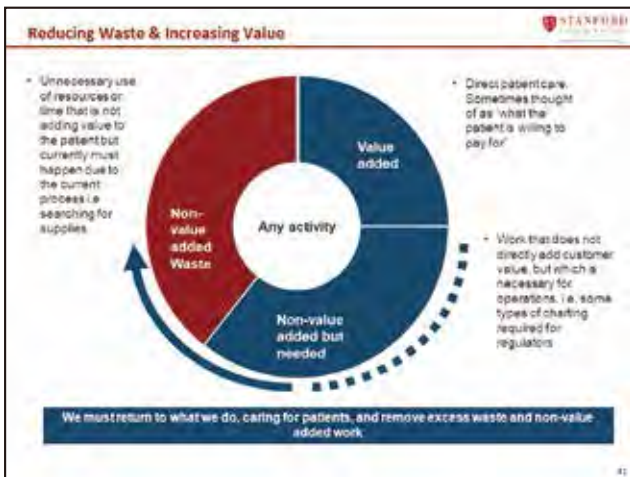 Reducing Waste & Increasing Value
STANFORD
• Unnecessary use
of resources or
time that is not
adding value to
the patient but
currently must
happen due to
the current
process i.e
searching for
supplies
• Direct patient care.
Sometimes thought
of as 'what the
patient is willing to
pay for'
Value
added
Non-
value
added
Waste
Any activity
• Work that does not
directly add customer
value, but which is
necessary for
operations, i.e. some
types of charting
required for
regulators
Non-value
added but
needed
We must return to what we do, caring for patients, and remove excess waste and non-value
added work